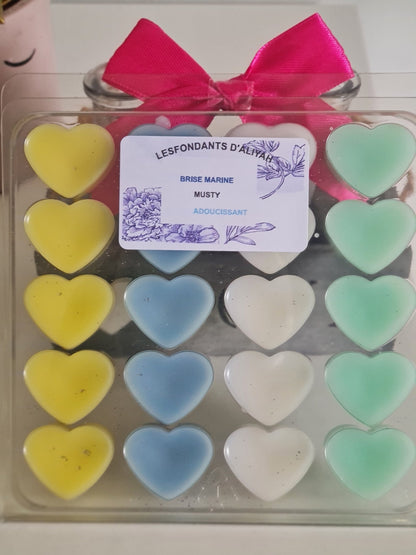 LESFONDANTS D'ALIYAH
BRISE MARINE
MUSTY
ADOUCISSANT